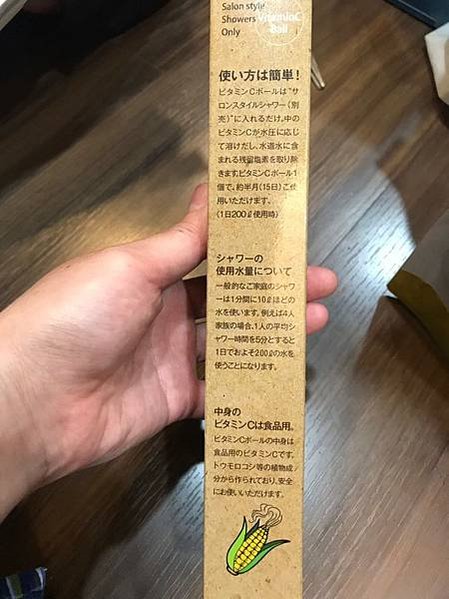 Salon style
Showers
Only
VitaminC
Ball
使い方は簡単!
ビタミンCボールは“サ
ロンスタイルシャワー(別
売)”に入れるだけ。中の
ビタミンCが水圧に応じ
て溶けだし、水道水に含
まれる残留塩素を取り除
きます。ビタミンCボール1
個で、約半月(15日)ご使
用いただけます。
(1日200ℓ使用時)
シャワーの
使用水量について
一般的なご家庭のシャワ
ーは1分間に10ℓほどの
水を使います。例えば4人
家族の場合、1人の平均シ
ャワー時間を5分とすると
1日でおよそ200ℓの水を
使うことになります。
中身の
ビタミンCは食品用。
ビタミンCボールの中身は
食品用のビタミンCです。
トウモロコシ等の植物成
分から作られており、安全
にお使いいただけます。